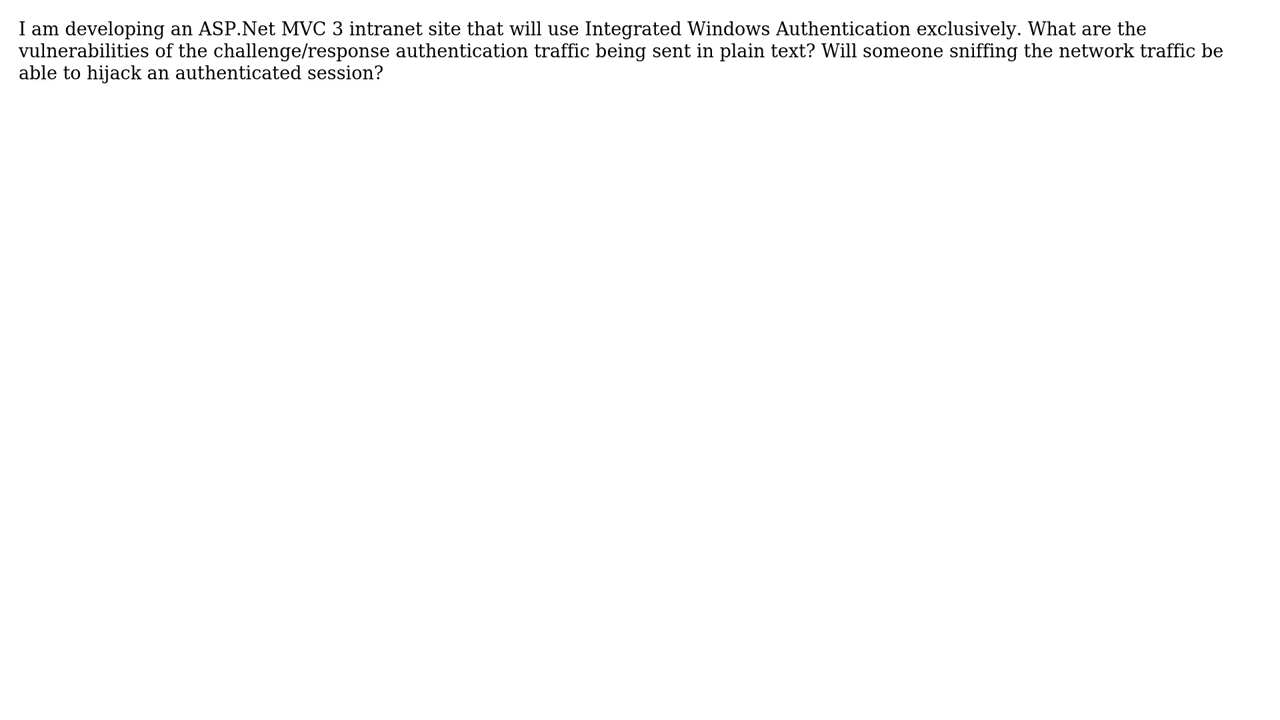 I am developing an ASP.Net MVC 3 intranet site that will use Integrated Windows Authentication exclusively. What are the
vulnerabilities of the challenge/response authentication traffic being sent in plain text? Will someone sniffing the network traffic be
able to hijack an authenticated session?